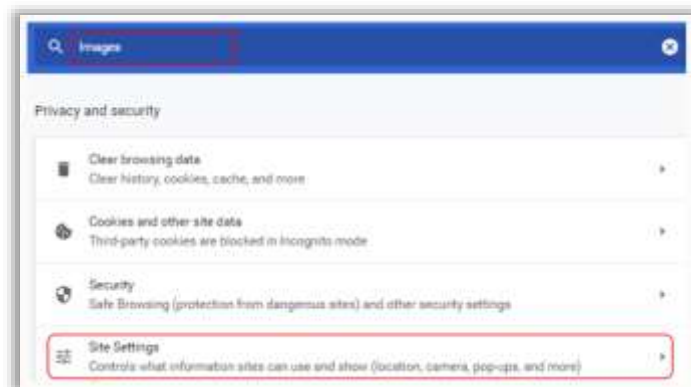 Images
Privacy and security
Clear browsing data
Clear history, cookies, cache, and more
Cookies and other site data
Third-party cookies are blocked in Incognito mode
Security
Safe Browsing (protection from dangerous sites) and other security settings
Site Settings
Controls what information sites can use and show (location, camera, pop-ups, and more)